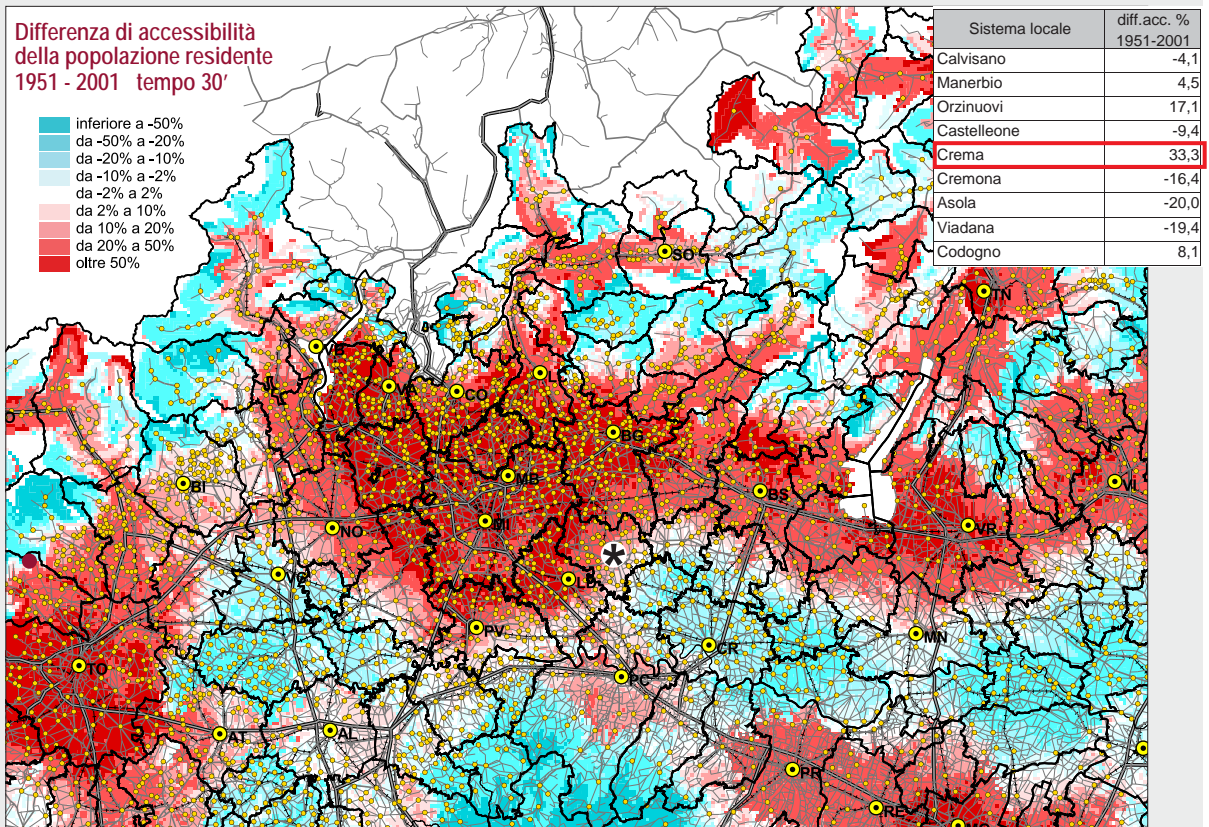 Differenza di accessibilità
della popolazione residente
1951 - 2001 tempo 30'
inferiore a -50%
da -50% a -20%
da -20% a -10%
da -10% a -2%
da -2% a 2%
da 2% a 10%
da 10% a 20%
da 20% a 50%
oltre 50%
Sistema locale diff.acc. % 1951-2001
Calvisano -4,1
Manerbio 4,5
Orzinuovi 17,1
Castelleone -9,4
Crema 33,3
Cremona -16,4
Asola -20,0
Viadana -19,4
Codogno 8,1
SO
TN
CO
BG
BI
MB
BS
VI
NO
MI
VR
*
VC
LO
PV
MN
CR
TO
PC
AT
AL
PR
RE